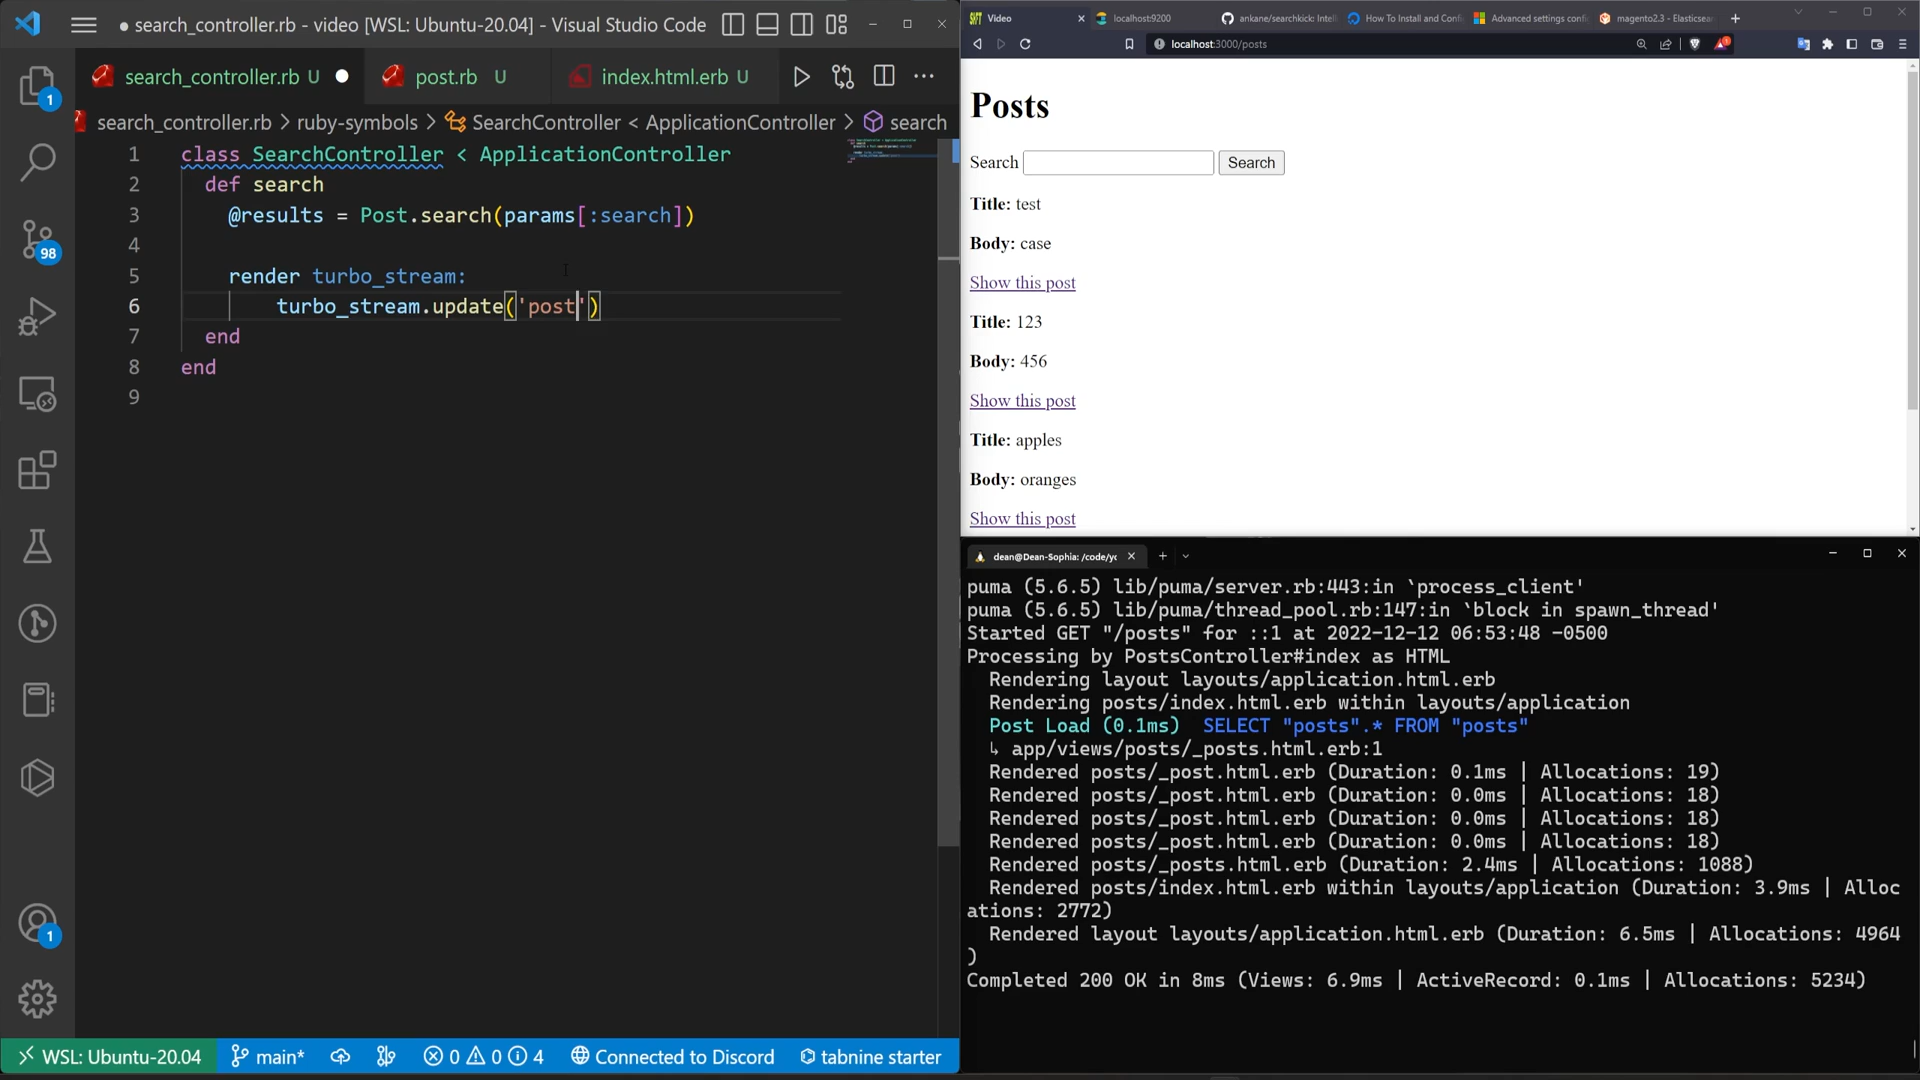 search_controller.rb - video [WSL: Ubuntu-20.04] - Visual Studio Code
search_controller.rb U
post.rb U
index.html.erb U
search_controller.rb > ruby-symbols > SearchController < ApplicationController > search
1 class SearchController < ApplicationController
2 def search
3 @results = Post.search(params[:search])
4
5 render turbo_stream:
6 turbo_stream.update('post')
7 end
8 end
9
1
98
1
WSL: Ubuntu-20.04 main* 0 0 4 Connected to Discord tabnine starter
Video
localhost:9200
ankane/searchkick: Intelli
How To Install and Confi
Advanced settings config
magento2.3 - Elasticsear
localhost:3000/posts
Posts
Search Search
Title: test
Body: case
Show this post
Title: 123
Body: 456
Show this post
Title: apples
Body: oranges
Show this post
dean@Dean-Sophia: /code/yc
puma (5.6.5) lib/puma/server.rb:443:in `process_client'
puma (5.6.5) lib/puma/thread_pool.rb:147:in `block in spawn_thread'
Started GET "/posts" for ::1 at 2022-12-12 06:53:48 -0500
Processing by PostsController#index as HTML
Rendering layout layouts/application.html.erb
Rendering posts/index.html.erb within layouts/application
Post Load (0.1ms) SELECT "posts".* FROM "posts"
↳ app/views/posts/_posts.html.erb:1
Rendered posts/_post.html.erb (Duration: 0.1ms | Allocations: 19)
Rendered posts/_post.html.erb (Duration: 0.0ms | Allocations: 18)
Rendered posts/_post.html.erb (Duration: 0.0ms | Allocations: 18)
Rendered posts/_post.html.erb (Duration: 0.0ms | Allocations: 18)
Rendered posts/_posts.html.erb (Duration: 2.4ms | Allocations: 1088)
Rendered posts/index.html.erb within layouts/application (Duration: 3.9ms | Alloc
ations: 2772)
Rendered layout layouts/application.html.erb (Duration: 6.5ms | Allocations: 4964
)
Completed 200 OK in 8ms (Views: 6.9ms | ActiveRecord: 0.1ms | Allocations: 5234)